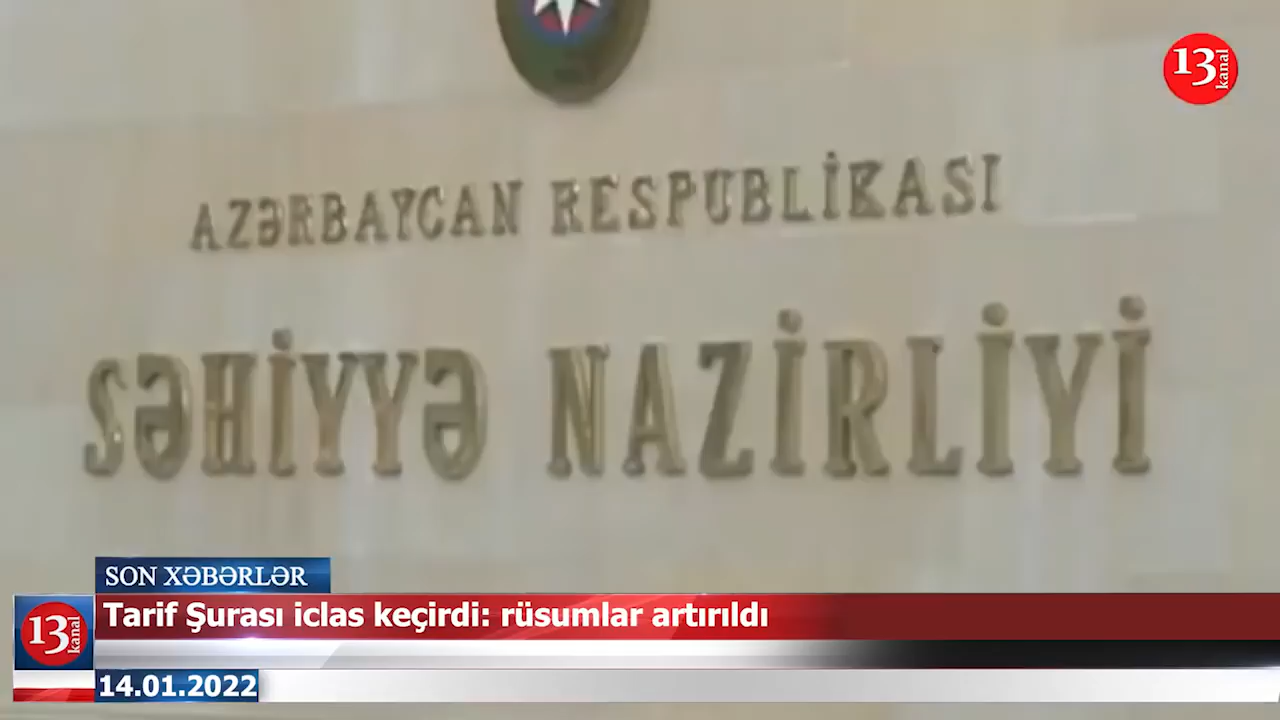 13 kanal
AZƏRBAYCAN RESPUBLİKASI
SƏHİYYƏ NAZİRLİYİ
SON XƏBƏRLƏR
Tarif Şurası iclas keçirdi: rüsumlar artırıldı
13 kanal
14.01.2022